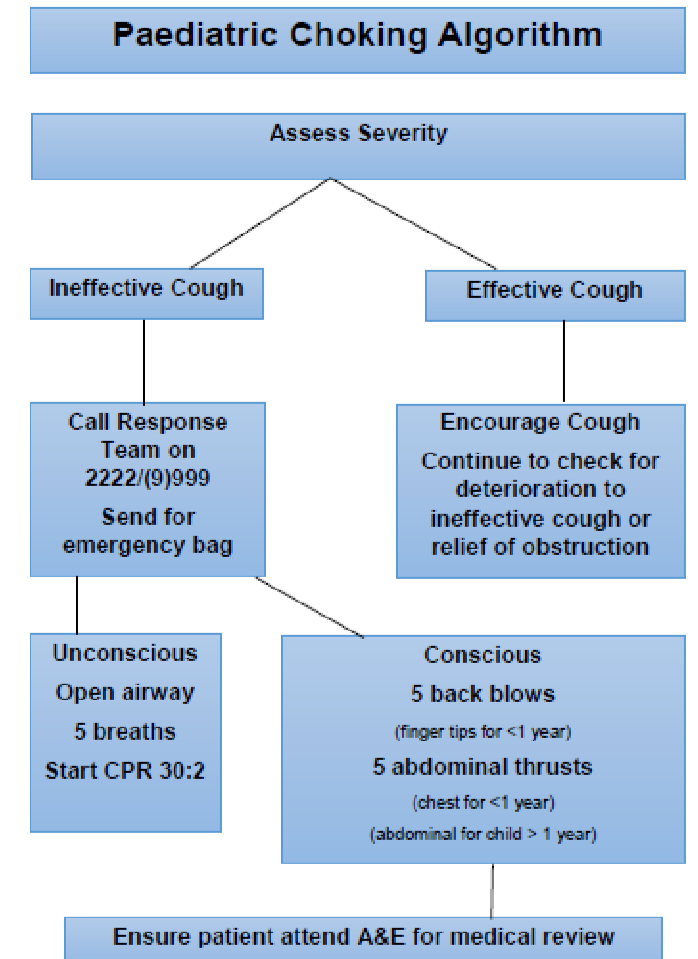 Paediatric Choking Algorithm
Assess Severity
Ineffective Cough
Effective Cough
Call Response
Team on
2222/(9)999
Send for
emergency bag
Encourage Cough
Continue to check for
deterioration to
ineffective cough or
relief of obstruction
Unconscious
Open airway
5 breaths
Start CPR 30:2
Conscious
5 back blows
(finger tips for <1 year)
5 abdominal thrusts
(chest for <1 year)
(abdominal for child > 1 year)
Ensure patient attend A&E for medical review